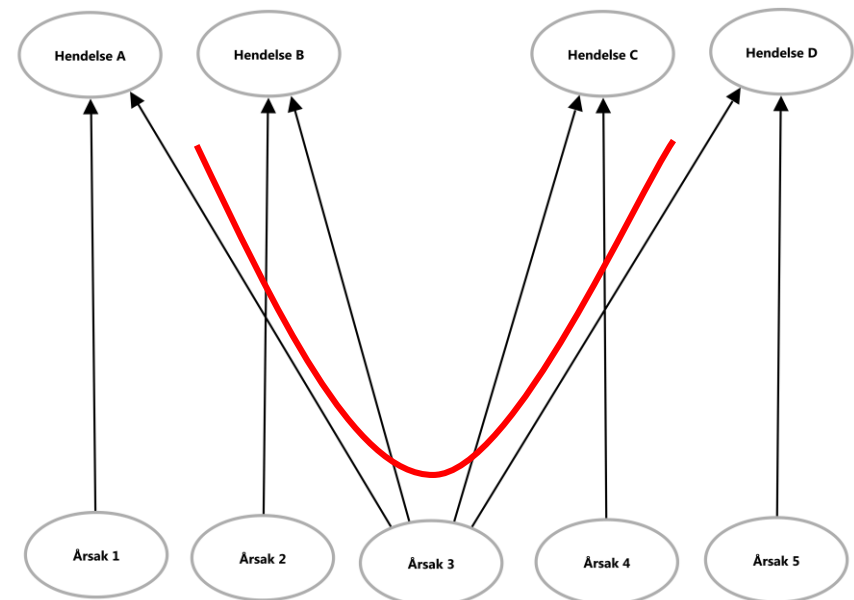 Hendelse A
Hendelse B
Hendelse C
Hendelse D
Årsak 1
Årsak 2
Årsak 3
Årsak 4
Årsak 5